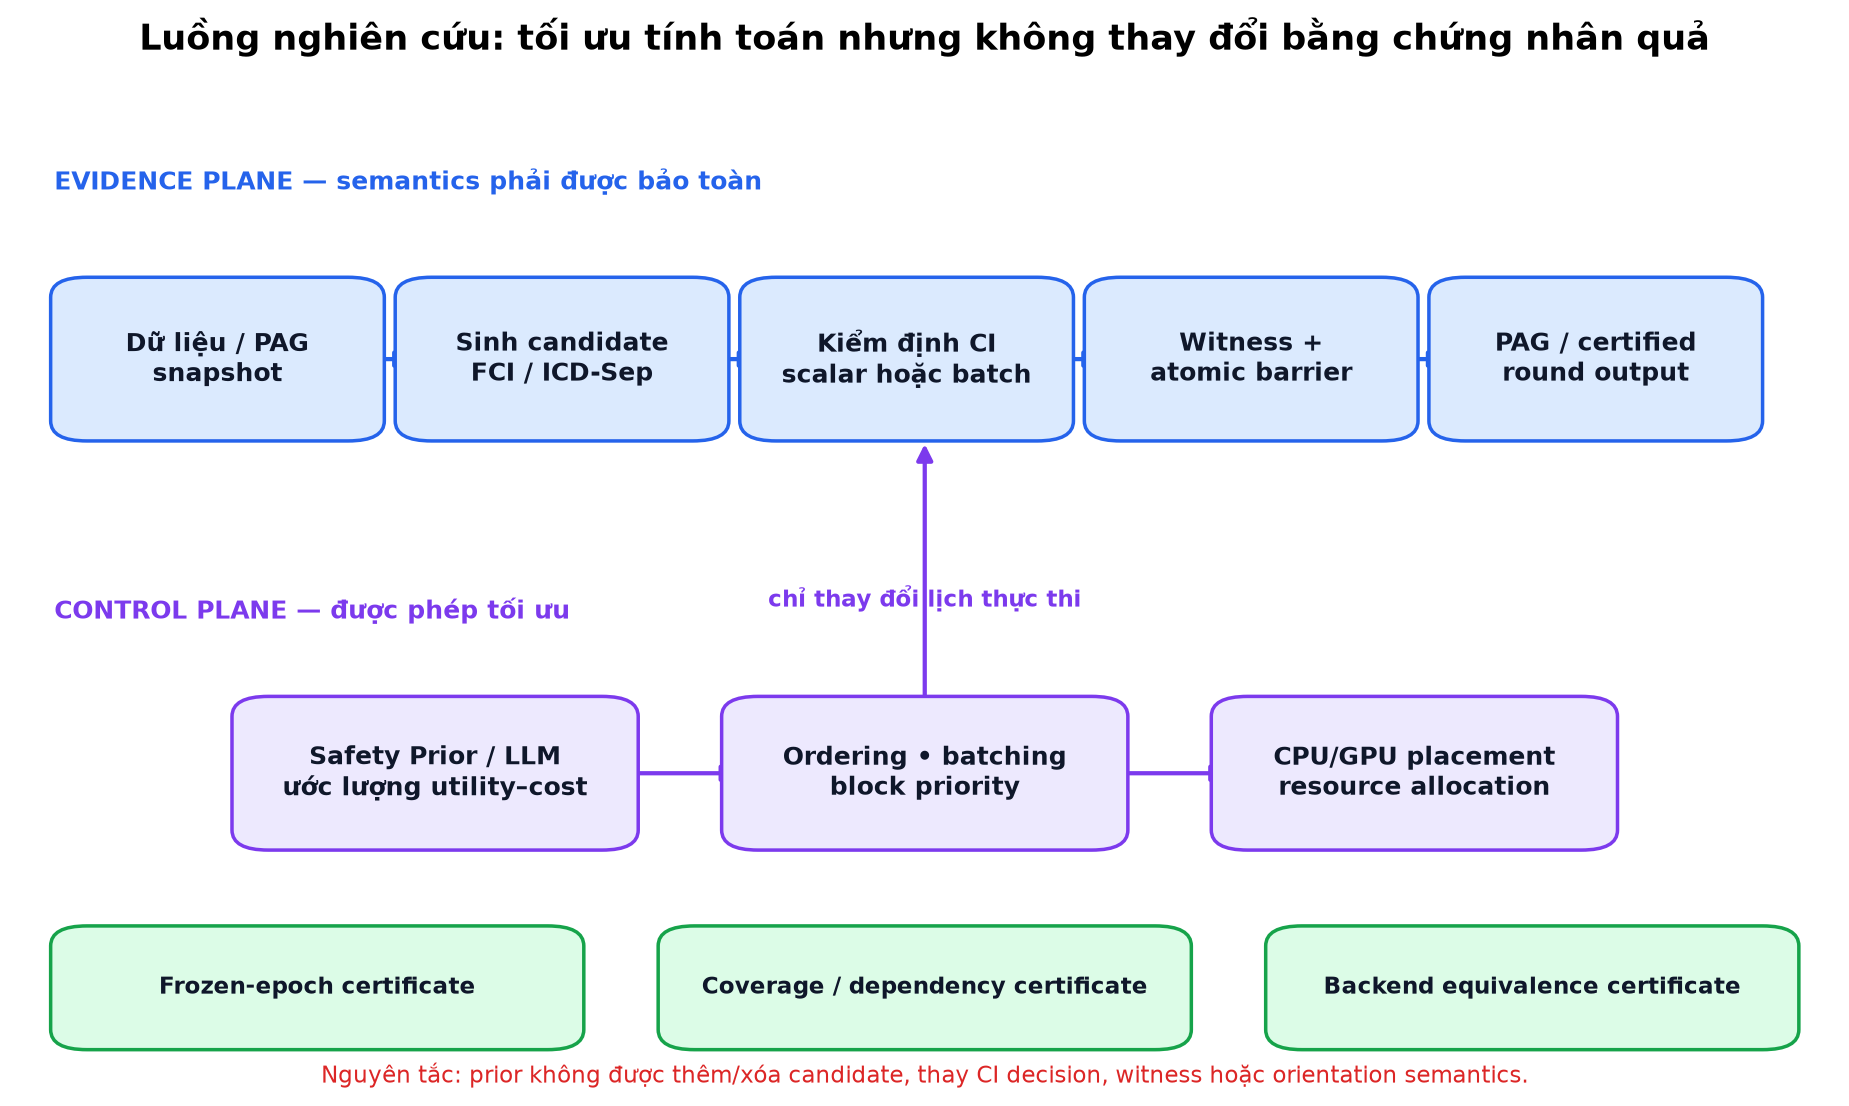 Luồng nghiên cứu: tối ưu tính toán nhưng không thay đổi bằng chứng nhân quả
EVIDENCE PLANE — semantics phải được bảo toàn
Dữ liệu / PAG
snapshot
Sinh candidate
FCI / ICD-Sep
Kiểm định CI
scalar hoặc batch
Witness +
atomic barrier
PAG / certified
round output
chỉ thay đổi lịch thực thi
CONTROL PLANE — được phép tối ưu
Safety Prior / LLM
ước lượng utility–cost
Ordering • batching
block priority
CPU/GPU placement
resource allocation
Frozen-epoch certificate
Coverage / dependency certificate
Backend equivalence certificate
Nguyên tắc: prior không được thêm/xóa candidate, thay CI decision, witness hoặc orientation semantics.